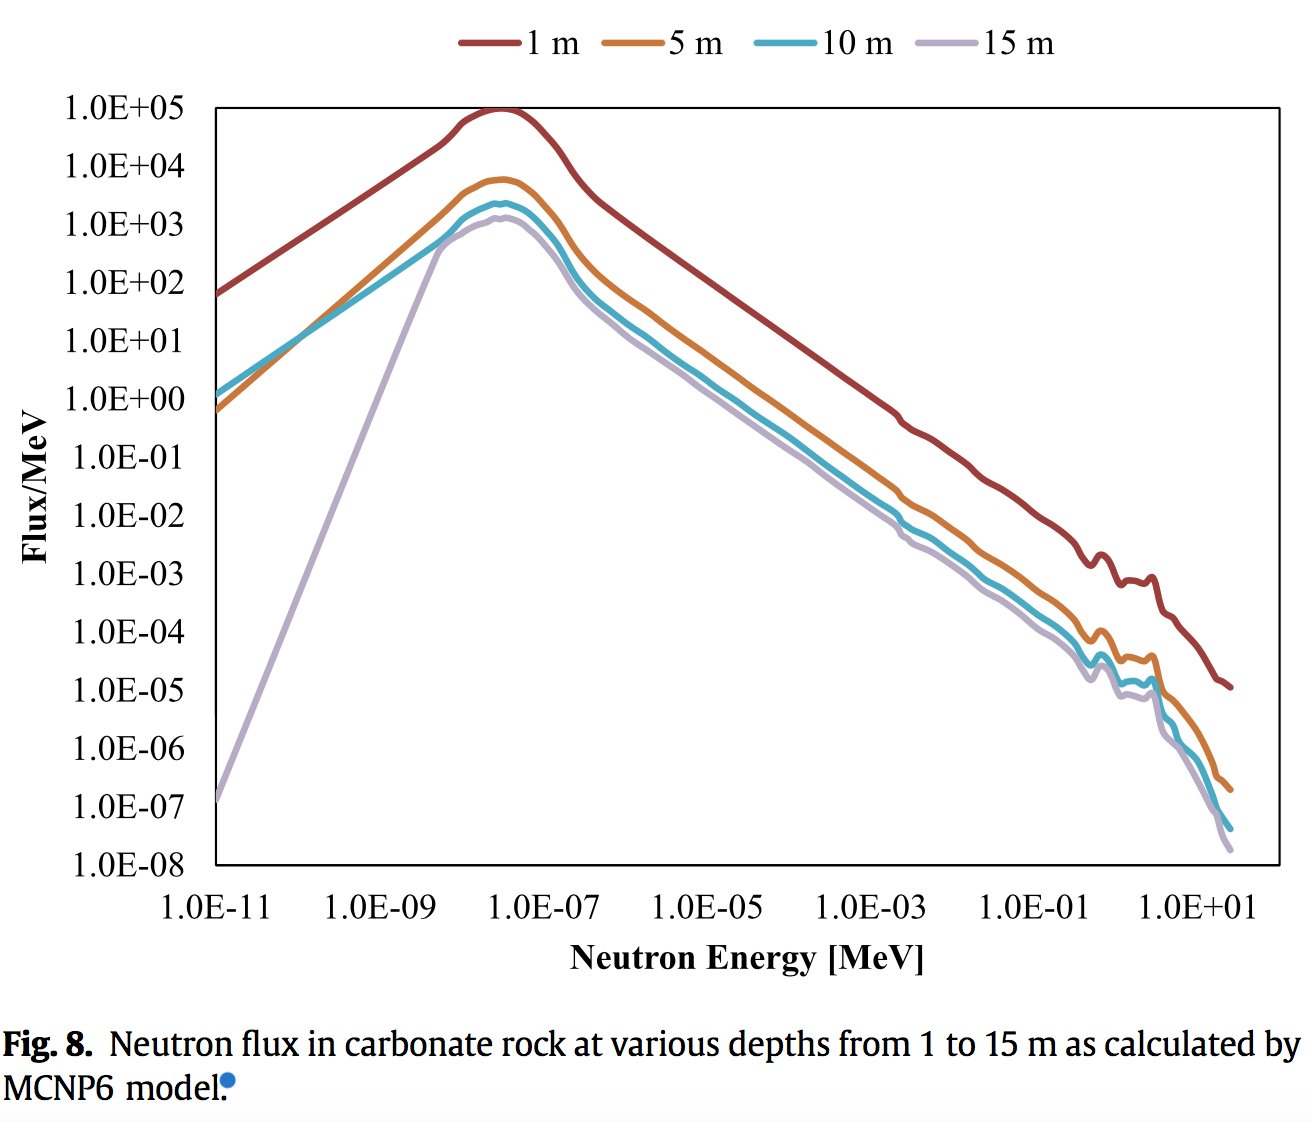 1 m 5 m 10 m 15 m
1.0E+05
1.0E+04
1.0E+03
1.0E+02
1.0E+01
1.0E+00
1.0E-01
1.0E-02
1.0E-03
1.0E-04
1.0E-05
1.0E-06
1.0E-07
1.0E-08
Flux/MeV
1.0E-11 1.0E-09 1.0E-07 1.0E-05 1.0E-03 1.0E-01 1.0E+01
Neutron Energy [MeV]
Fig. 8. Neutron flux in carbonate rock at various depths from 1 to 15 m as calculated by
MCNP6 model.